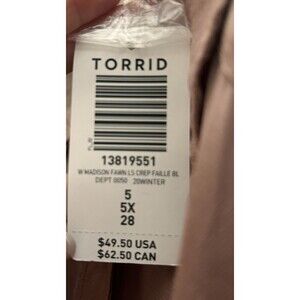 TORRID
13819551
W MADISON FAWN LS CREP FAILLE BL
DEPT 0050 20WINTER
5
5X
28
$49.50 USA
$62.50 CAN